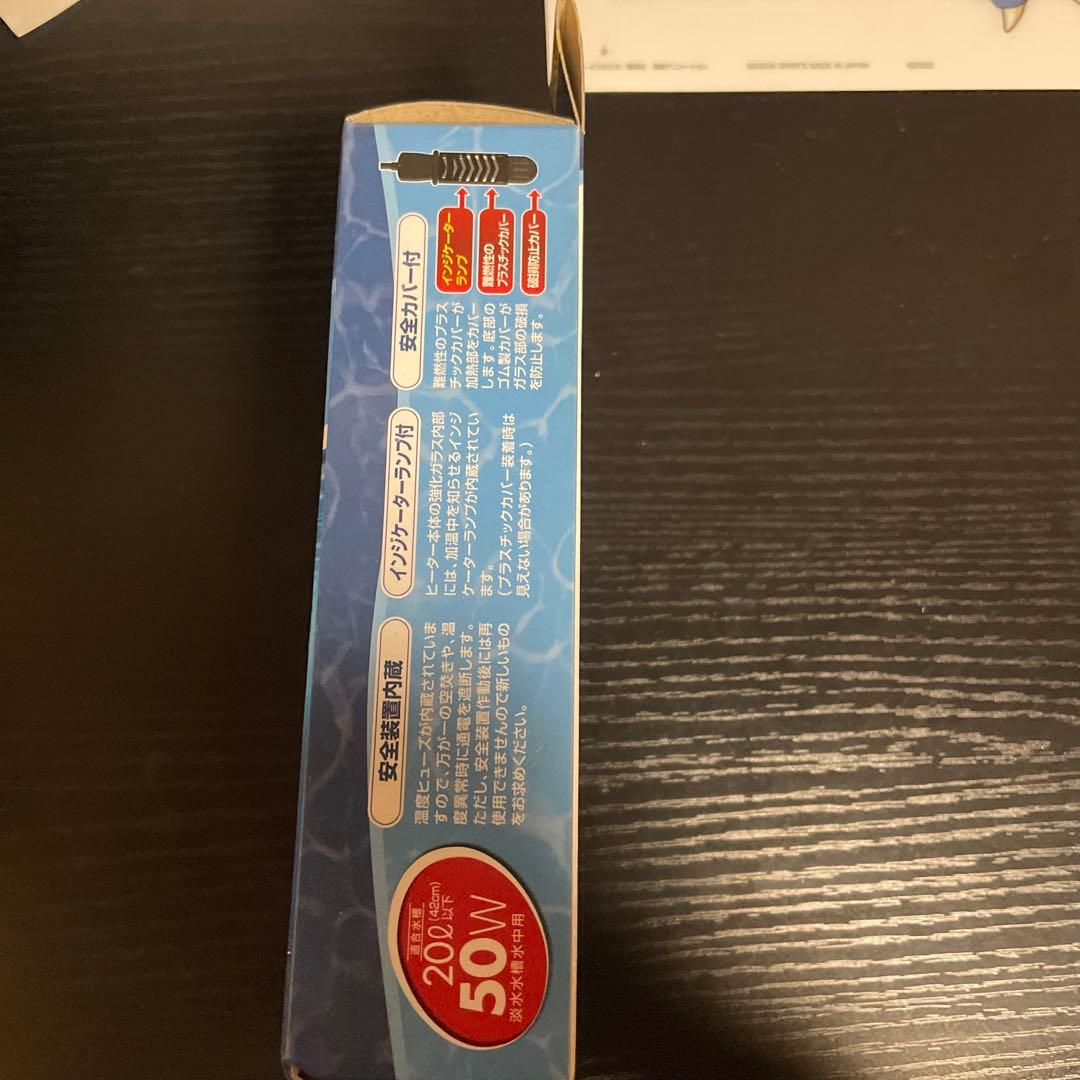 適合水槽
20ℓ(42cm)以下
50W
淡水水槽水中用
安全装置内蔵
温度ヒューズが内蔵されていま
すので、万が一の空焚きや、温
度異常時に通電を遮断します。
ただし、安全装置作動後には再
使用できませんので新しいもの
をお求めください。
インジケーターランプ付
ヒーター本体の強化ガラス内部
には、加温中を知らせるインジ
ケーターランプが内蔵されてい
ます。
(プラスチックカバー装着時は
見えない場合があります。)
安全カバー付
難燃性のプラス
チックカバーが
加熱部をカバー
します。底部の
ゴム製カバーが
ガラス部の破損
を防止します。
インジケーター
ランプ
難燃性の
プラスチックカバー
破損防止カバー